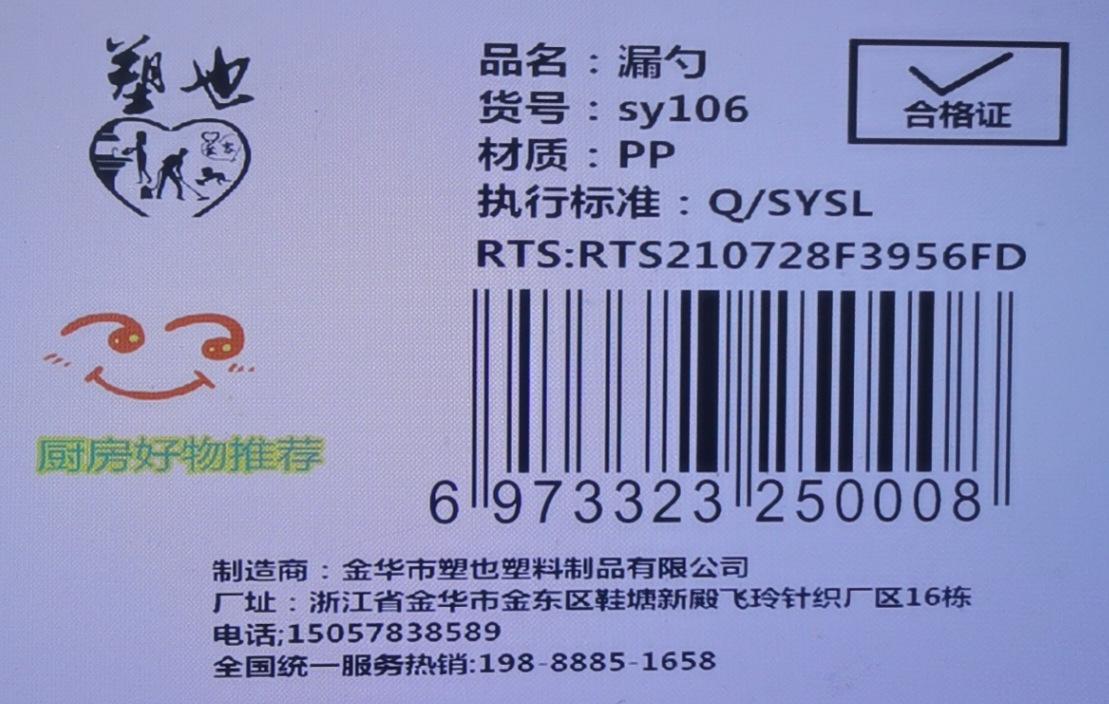 塑也
品名：漏勺
货号：sy106
合格证
材质：PP
执行标准：Q/SYSL
RTS:RTS210728F3956FD
厨房好物推荐
6 973323 250008
制造商：金华市塑也塑料制品有限公司
厂址：浙江省金华市金东区鞋塘新殿飞玲针织厂区16栋
电话;15057838589
全国统一服务热销:198-8885-1658